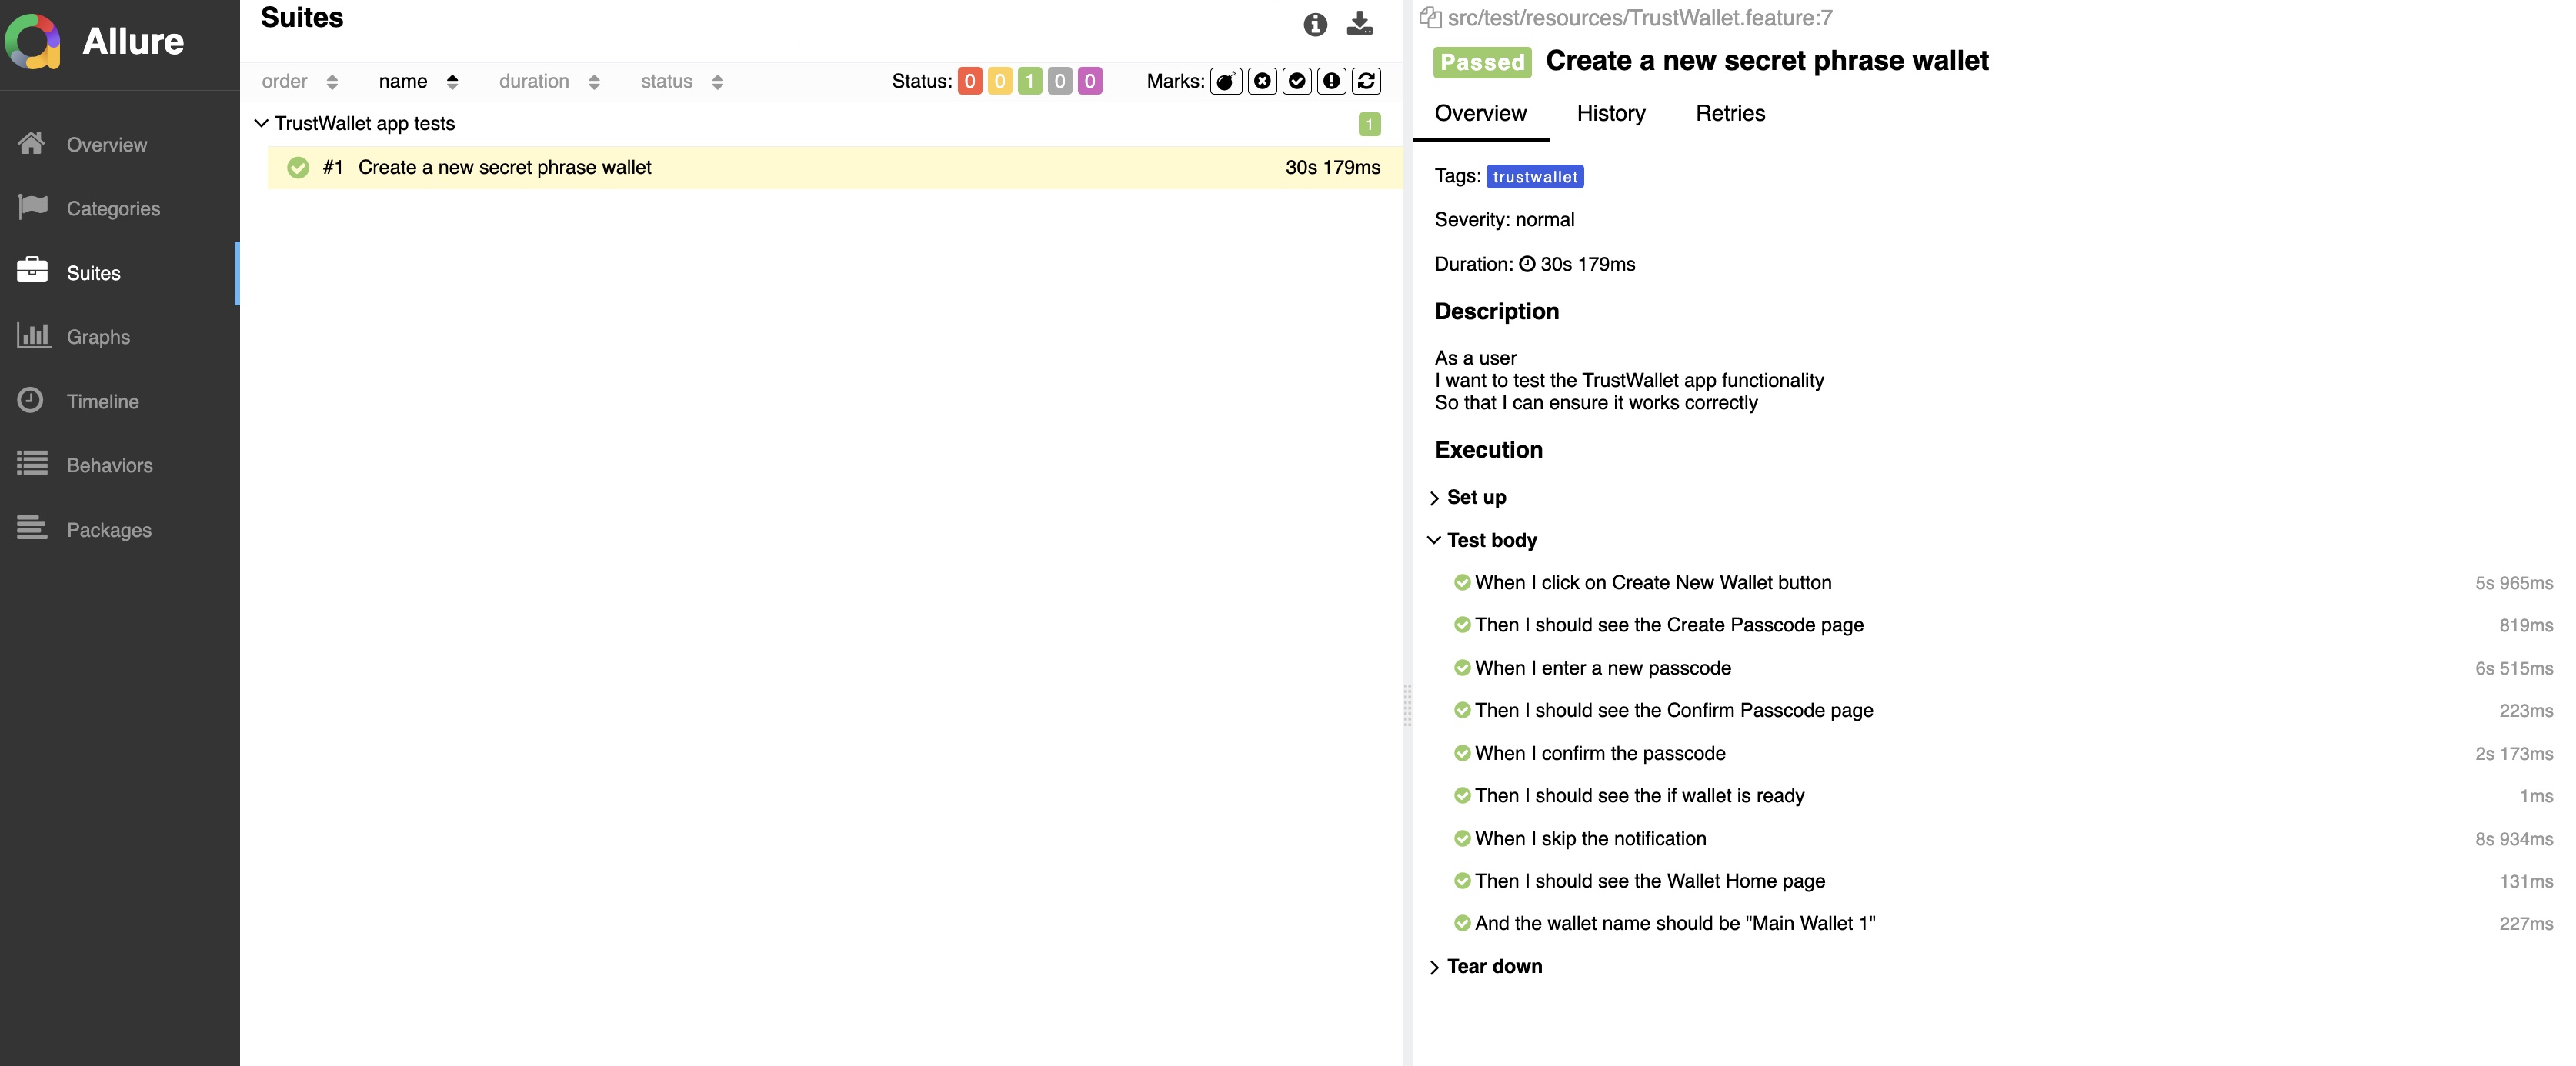 Allure
Overview
Categories
Suites
Graphs
Timeline
Behaviors
Packages
Suites
order name duration status Status: 0 0 1 0 0 Marks:
TrustWallet app tests 1
#1 Create a new secret phrase wallet 30s 179ms
src/test/resources/TrustWallet.feature:7
Passed Create a new secret phrase wallet
Overview History Retries
Tags: trustwallet
Severity: normal
Duration: 30s 179ms
Description
As a user
I want to test the TrustWallet app functionality
So that I can ensure it works correctly
Execution
Set up
Test body
When I click on Create New Wallet button 5s 965ms
Then I should see the Create Passcode page 819ms
When I enter a new passcode 6s 515ms
Then I should see the Confirm Passcode page 223ms
When I confirm the passcode 2s 173ms
Then I should see the if wallet is ready 1ms
When I skip the notification 8s 934ms
Then I should see the Wallet Home page 131ms
And the wallet name should be "Main Wallet 1" 227ms
Tear down